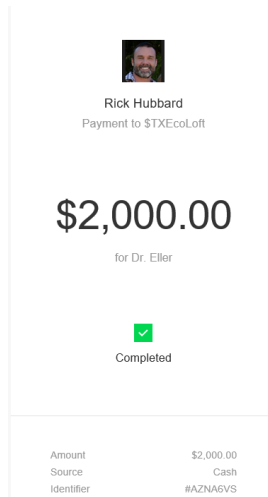 Rick Hubbard
Payment to $TXEcoLoft
$2,000.00
for Dr. Eller
Completed
Amount $2,000.00
Source Cash
Identifier #AZNA6VS